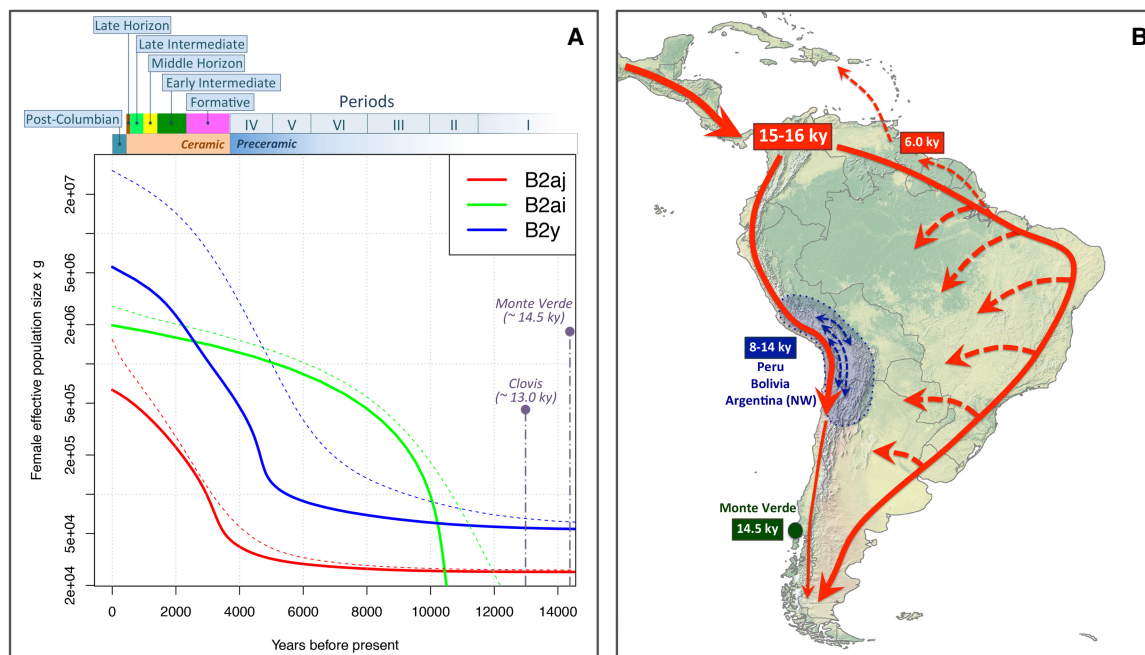 Late Horizon
A
Late Intermediate
Middle Horizon
Early Intermediate
Formative
Periods
Post-Columbian
IV
V
VI
III
II
I
Ceramic
Preceramic
Female effective population size x g
2e+07
5e+06
2e+06
5e+05
2e+05
5e+04
2e+04
B2aj
B2ai
B2y
Monte Verde
(~ 14.5 ky)
Clovis
(~ 13.0 ky)
0
2000
4000
6000
8000
10000
12000
14000
Years before present
B
15-16 ky
6.0 ky
8-14 ky
Peru
Bolivia
Argentina (NW)
Monte Verde
14.5 ky